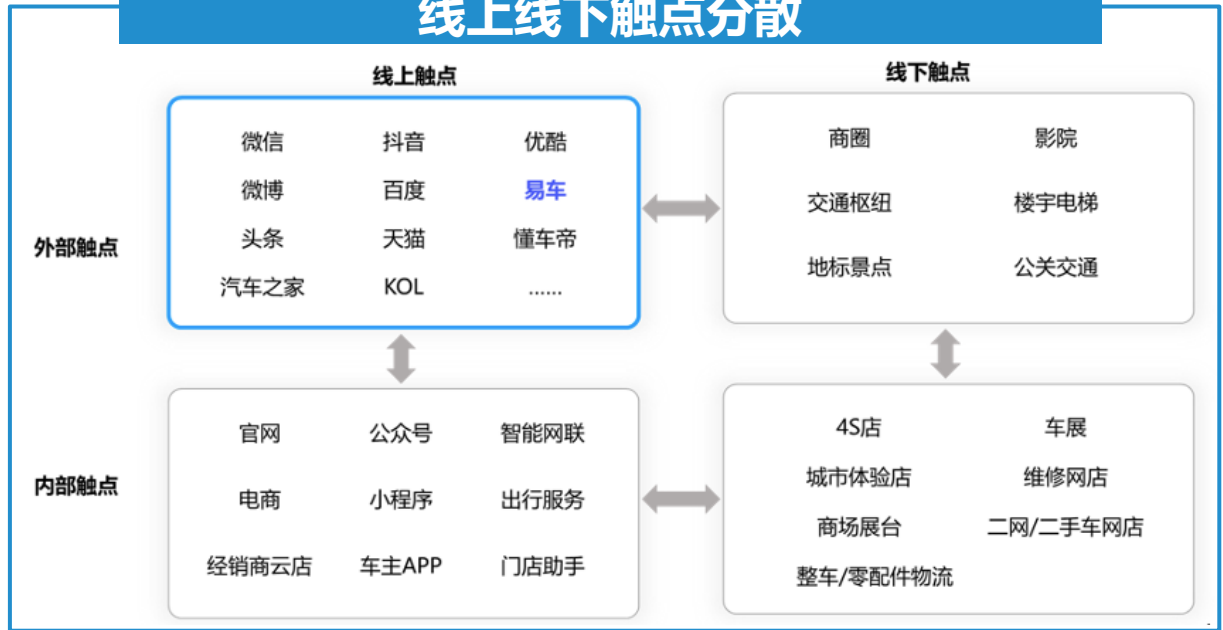 线上线下触点分散
线上触点
线下触点
外部触点
微信 抖音 优酷
微博 百度 易车
头条 天猫 懂车帝
汽车之家 KOL ......
商圈 影院
交通枢纽 楼宇电梯
地标景点 公关交通
内部触点
官网 公众号 智能网联
电商 小程序 出行服务
经销商云店 车主APP 门店助手
4S店 车展
城市体验店 维修网店
商场展台 二网/二手车网店
整车/零配件物流